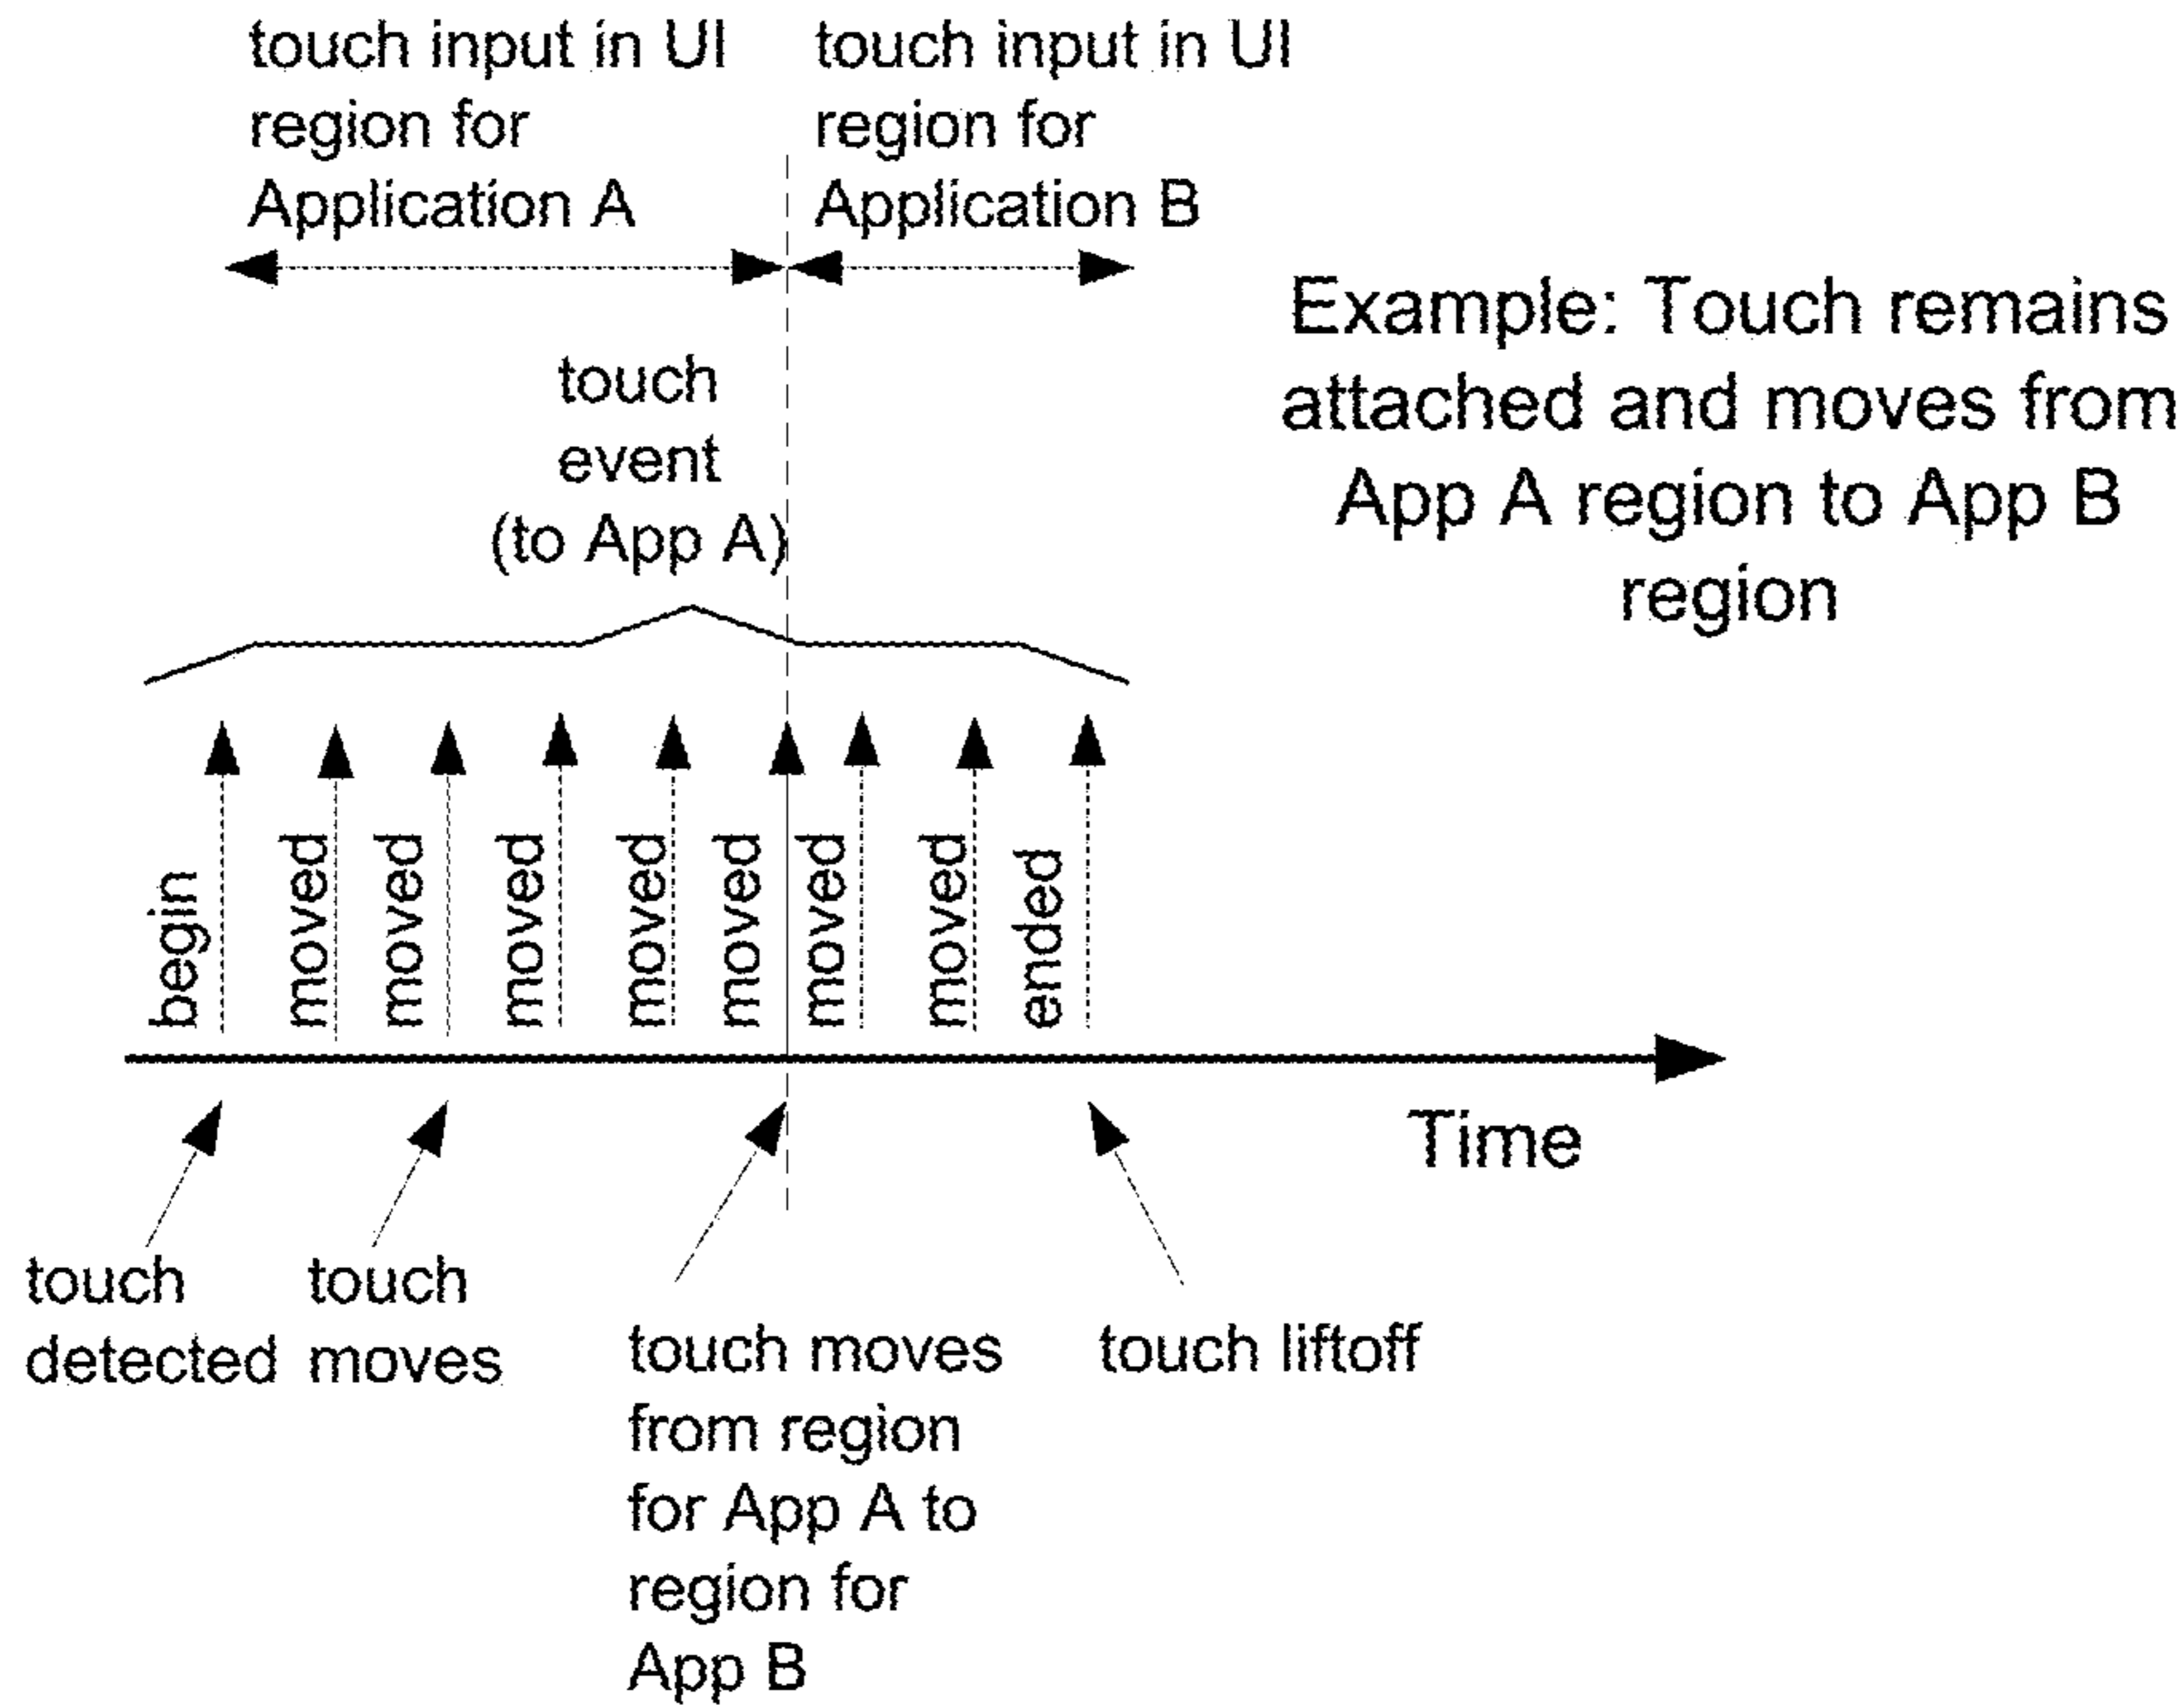 touch input in UI
region for
Application A
touch input in UI
region for
Application B
Example: Touch remains
attached and moves from
App A region to App B
region
touch
event
(to App A)
begin
moved
moved
moved
moved
moved
moved
moved
ended
Time
touch
detected
touch
moves
touch moves
from region
for App A to
region for
App B
touch liftoff